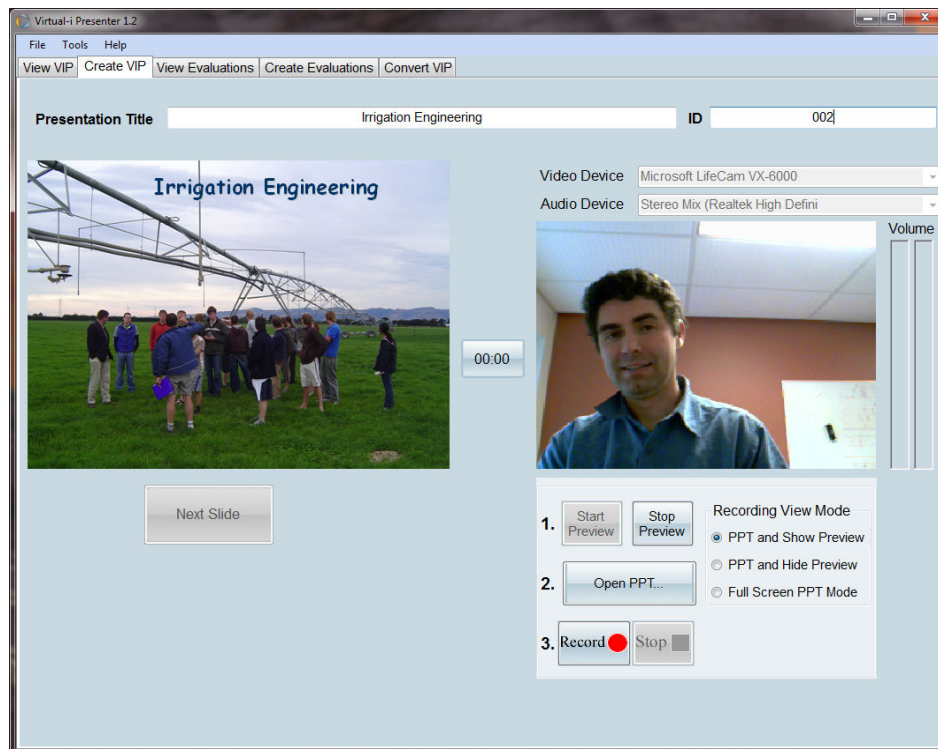 Virtual-i Presenter 1.2
File Tools Help
View VIP Create VIP View Evaluations Create Evaluations Convert VIP
Presentation Title Irrigation Engineering ID 002
Irrigation Engineering
Video Device Microsoft LifeCam VX-6000
Audio Device Stereo Mix (Realtek High Defini
Volume
00:00
Next Slide
1. Start Preview Stop Preview
2. Open PPT...
3. Record Stop
Recording View Mode
PPT and Show Preview
PPT and Hide Preview
Full Screen PPT Mode